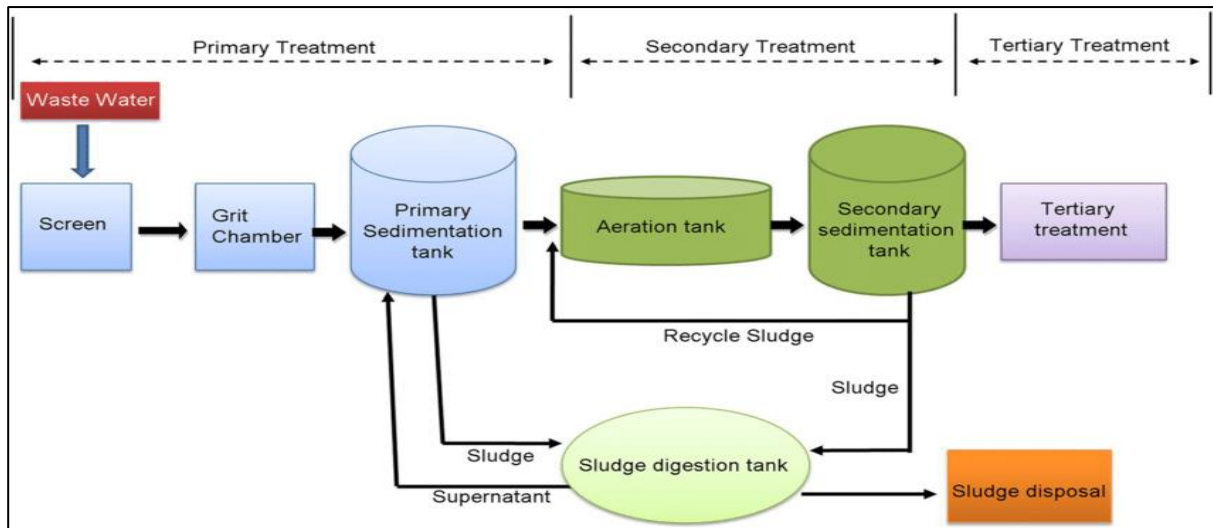 Primary Treatment
Secondary Treatment
Tertiary Treatment
Waste Water
Screen
Grit
Chamber
Primary
Sedimentation
tank
Aeration tank
Secondary
sedimentation
tank
Tertiary
treatment
Recycle Sludge
Sludge
Sludge
Supernatant
Sludge digestion tank
Sludge disposal